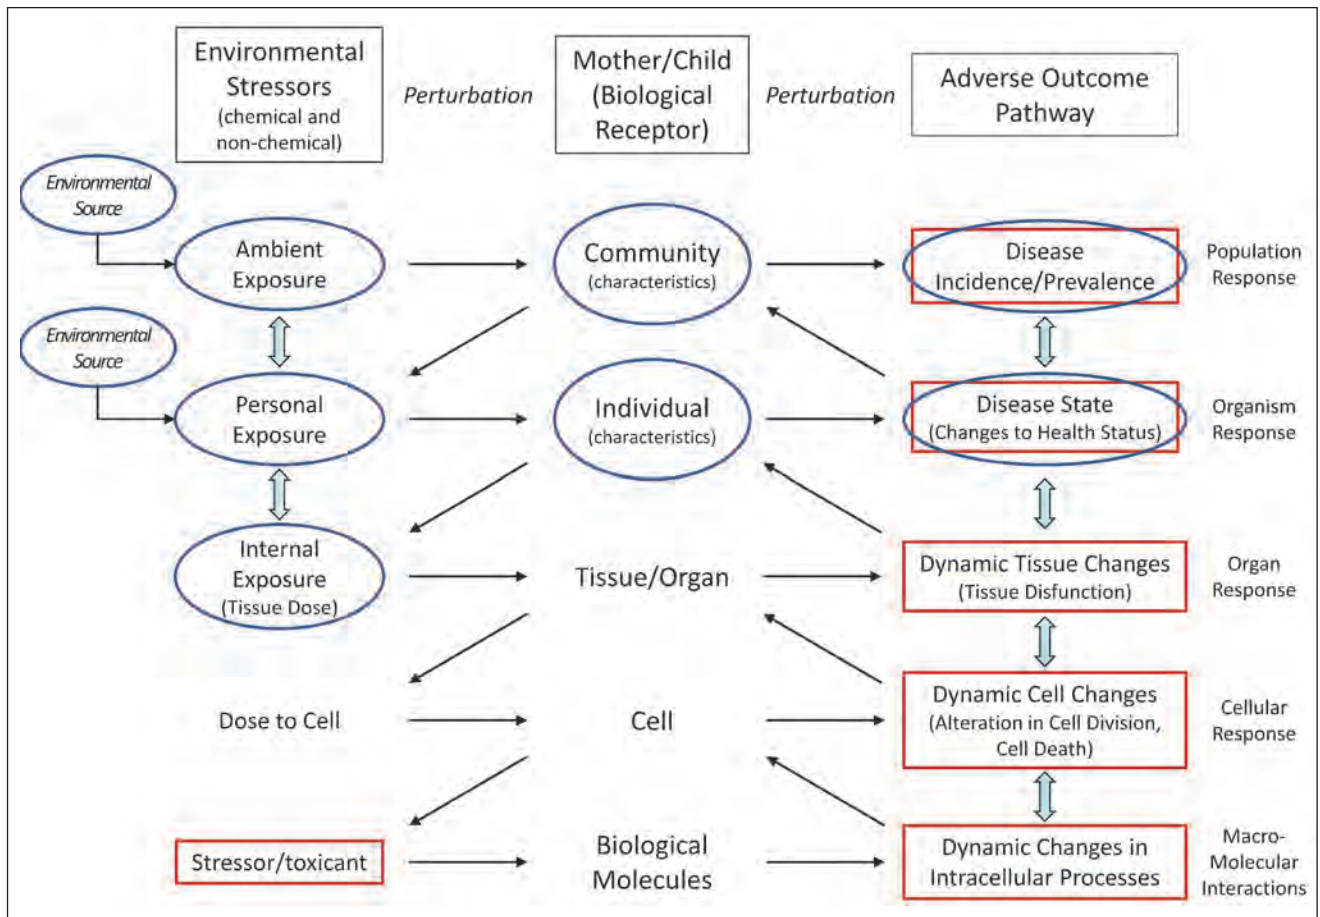 Environmental
Stressors
(chemical and
non-chemical)
Perturbation
Mother/Child
(Biological
Receptor)
Perturbation
Adverse Outcome
Pathway
Environmental
Source
Ambient
Exposure
Community
(characteristics)
Disease
Incidence/Prevalence
Population
Response
Environmental
Source
Personal
Exposure
Individual
(characteristics)
Disease State
(Changes to Health Status)
Organism
Response
Internal
Exposure
(Tissue Dose)
Tissue/Organ
Dynamic Tissue Changes
(Tissue Disfunction)
Organ
Response
Dose to Cell
Cell
Dynamic Cell Changes
(Alteration in Cell Division,
Cell Death)
Cellular
Response
Stressor/toxicant
Biological
Molecules
Dynamic Changes in
Intracellular Processes
Macro-
Molecular
Interactions